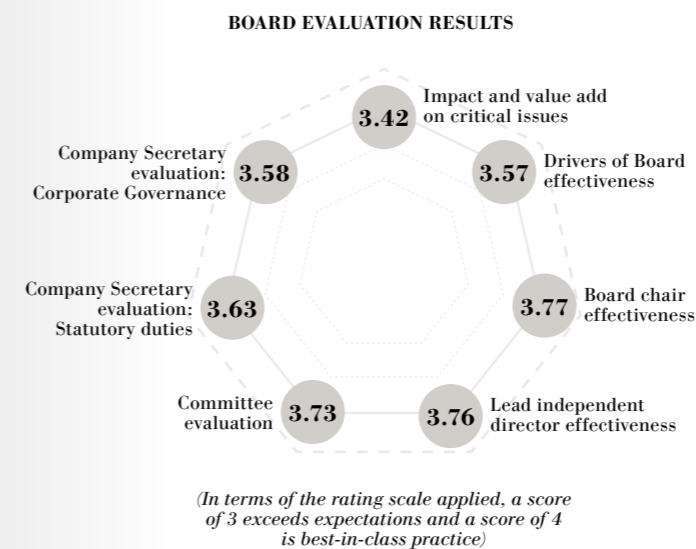 BOARD EVALUATION RESULTS
3.42
Impact and value add
on critical issues
3.57
Drivers of Board
effectiveness
3.77
Board chair
effectiveness
3.76
Lead independent
director effectiveness
Committee
evaluation
3.73
Company Secretary
evaluation:
Statutory duties
3.63
Company Secretary
evaluation:
Corporate Governance
3.58
(In terms of the rating scale applied, a score
of 3 exceeds expectations and a score of 4
is best-in-class practice)